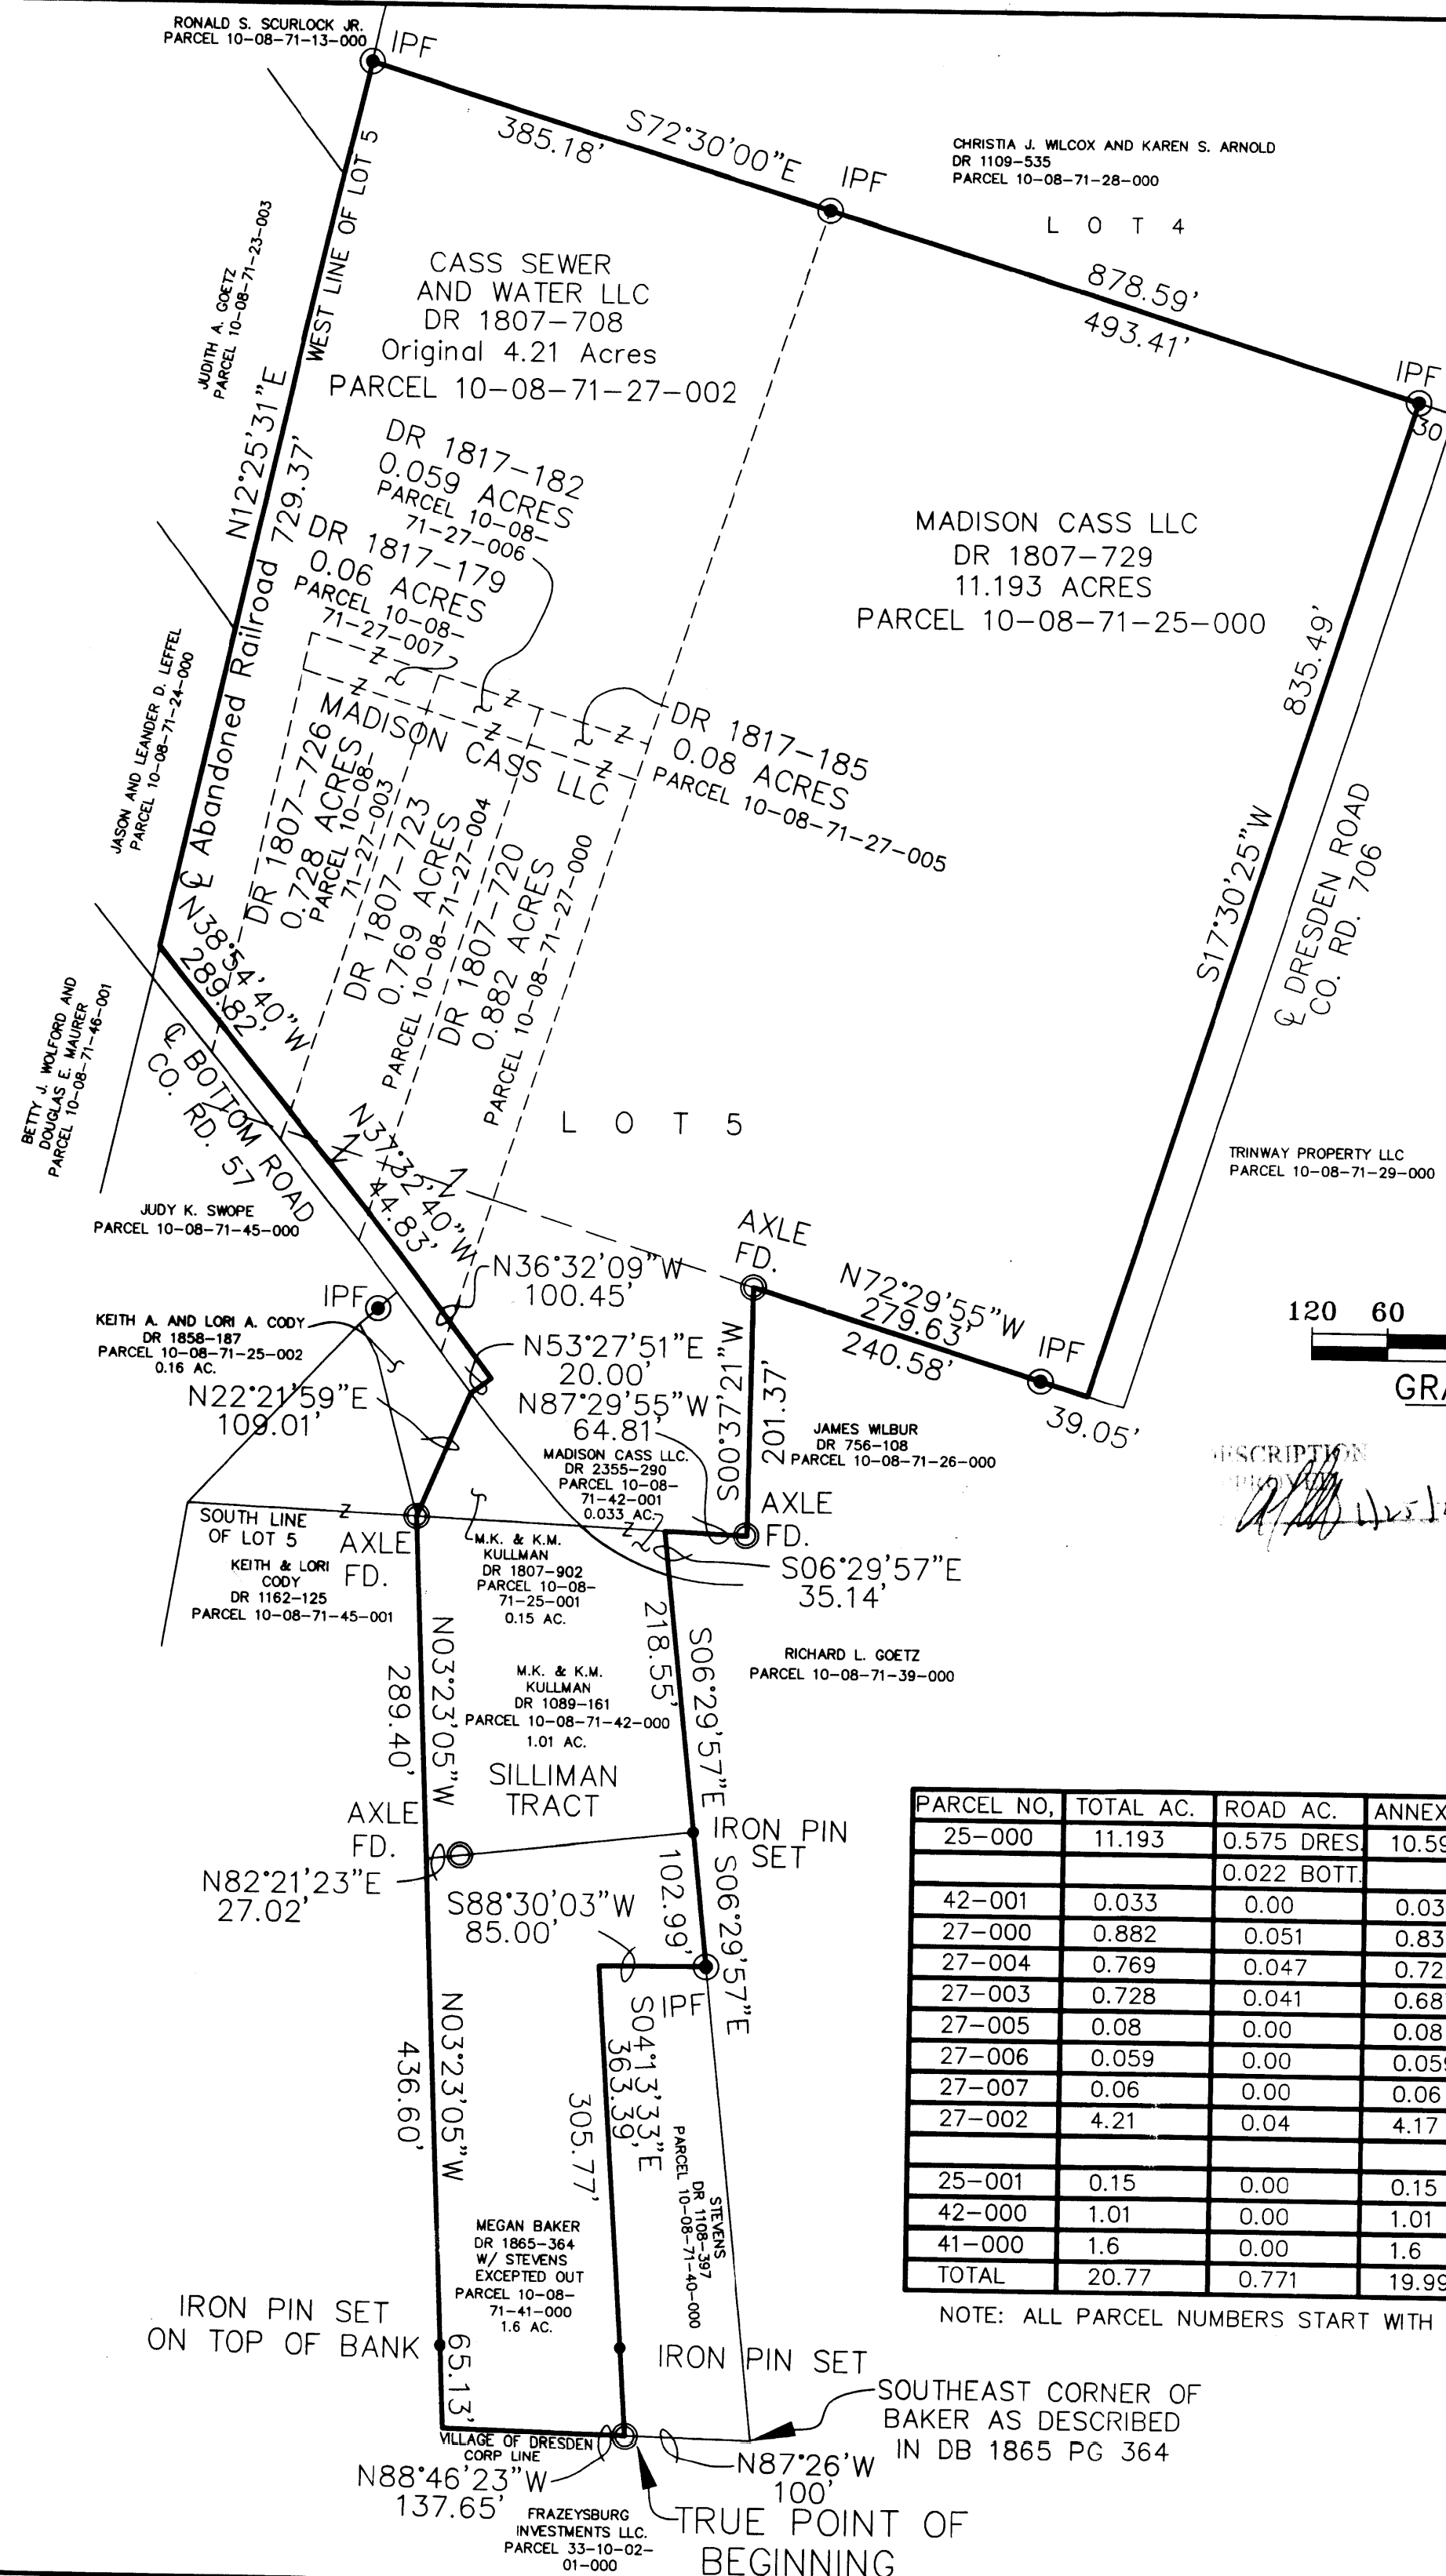 RONALD S. SCURLOCK JR.
PARCEL 10-08-71-13-000
IPF
385.18'
S72°30'00"E
IPF
CHRISTIA J. WILCOX AND KAREN S. ARNOLD
DR 1109-535
PARCEL 10-08-71-28-000
L O T 4
878.59'
493.41'
IPF
30
WEST LINE OF LOT 5
JUDITH A. GOETZ
PARCEL 10-08-71-23-003
CASS SEWER
AND WATER LLC
DR 1807-708
Original 4.21 Acres
PARCEL 10-08-71-27-002
N12°25'31"E
729.37'
℄ Abandoned Railroad
DR 1817-182
0.059 ACRES
PARCEL 10-08-
71-27-006
DR 1817-179
0.06 ACRES
PARCEL 10-08-
71-27-007
MADISON CASS LLC
DR 1807-729
11.193 ACRES
PARCEL 10-08-71-25-000
835.49'
S17°30'25"W
℄ DRESDEN ROAD
CO. RD. 706
JASON AND LEANDER D. LEFFEL
PARCEL 10-08-71-24-000
MADISON CASS LLC
DR 1817-185
0.08 ACRES
PARCEL 10-08-71-27-005
DR 1807-726
0.728 ACRES
PARCEL 10-08-
71-27-003
DR 1807-723
0.769 ACRES
PARCEL 10-08-71-27-004
DR 1807-720
0.882 ACRES
PARCEL 10-08-71-27-000
N38°54'40"W
289.82'
BETTY J. WOLFORD AND
DOUGLAS E. MAURER
PARCEL 10-08-71-46-001
℄ BOTTOM ROAD
CO. RD. 57
N37°32'40"W
44.83'
L O T 5
TRINWAY PROPERTY LLC
PARCEL 10-08-71-29-000
JUDY K. SWOPE
PARCEL 10-08-71-45-000
AXLE
FD.
N36°32'09"W
100.45'
N72°29'55"W
279.63'
240.58'
IPF
39.05'
120 60
GRA
IPF
KEITH A. AND LORI A. CODY
DR 1858-187
PARCEL 10-08-71-25-002
0.16 AC.
N53°27'51"E
20.00'
N22°21'59"E
109.01'
N87°29'55"W
64.81'
S00°37'21"W
201.37'
JAMES WILBUR
DR 756-108
PARCEL 10-08-71-26-000
MADISON CASS LLC.
DR 2355-290
PARCEL 10-08-
71-42-001
0.033 AC.
ESCRIPTION
AXLE
FD.
S06°29'57"E
35.14'
SOUTH LINE
OF LOT 5
AXLE
FD.
KEITH & LORI
CODY
DR 1162-125
PARCEL 10-08-71-45-001
M.K. & K.M.
KULLMAN
DR 1807-902
PARCEL 10-08-
71-25-001
0.15 AC.
218.55'
S06°29'57"E
RICHARD L. GOETZ
PARCEL 10-08-71-39-000
N03°23'05"W
289.40'
M.K. & K.M.
KULLMAN
DR 1089-161
PARCEL 10-08-71-42-000
1.01 AC.
SILLIMAN
TRACT
AXLE
FD.
IRON PIN
SET
N82°21'23"E
27.02'
102.99'
S06°29'57"E
S88°30'03"W
85.00'
IPF
PARCEL NO, TOTAL AC. ROAD AC. ANNEX
25-000 11.193 0.575 DRES. 10.59
0.022 BOTT.
42-001 0.033 0.00 0.03
27-000 0.882 0.051 0.83
27-004 0.769 0.047 0.72
27-003 0.728 0.041 0.68
27-005 0.08 0.00 0.08
27-006 0.059 0.00 0.059
27-007 0.06 0.00 0.06
27-002 4.21 0.04 4.17
25-001 0.15 0.00 0.15
42-000 1.01 0.00 1.01
41-000 1.6 0.00 1.6
TOTAL 20.77 0.771 19.99
NOTE: ALL PARCEL NUMBERS START WITH
N03°23'05"W
436.60'
S04°13'33"E
363.39'
305.77'
STEVENS
DR 1108-397
PARCEL 10-08-71-40-000
MEGAN BAKER
DR 1865-364
W/ STEVENS
EXCEPTED OUT
PARCEL 10-08-
71-41-000
1.6 AC.
IRON PIN SET
ON TOP OF BANK
65.13'
IRON PIN SET
SOUTHEAST CORNER OF
BAKER AS DESCRIBED
IN DB 1865 PG 364
VILLAGE OF DRESDEN
CORP LINE
N88°46'23"W
137.65'
N87°26'W
100'
FRAZEYSBURG
INVESTMENTS LLC.
PARCEL 33-10-02-
01-000
TRUE POINT OF
BEGINNING